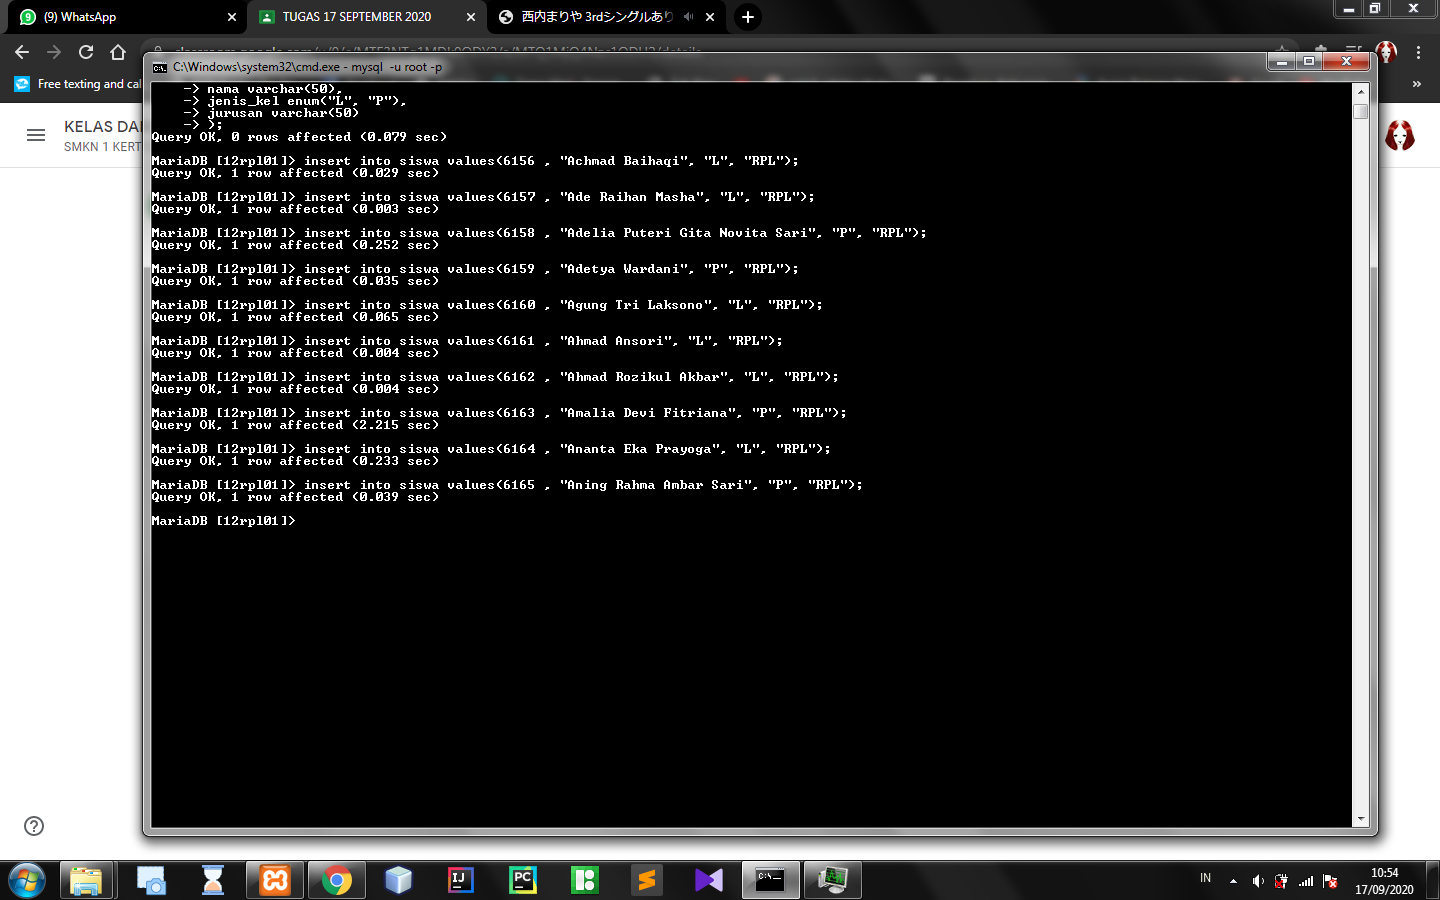 (9) WhatsApp
TUGAS 17 SEPTEMBER 2020
西内まりや 3rdシングルあり
Free texting and cal
»
C:\Windows\system32\cmd.exe - mysql -u root -p
KELAS DA
SMKN 1 KERT
-> nama varchar(50),
-> jenis_kel enum("L", "P"),
-> jurusan varchar(50)
-> );
Query OK, 0 rows affected (0.079 sec)
MariaDB [12rpl01]> insert into siswa values(6156 , "Achmad Baihaqi", "L", "RPL");
Query OK, 1 row affected (0.029 sec)
MariaDB [12rpl01]> insert into siswa values(6157 , "Ade Raihan Masha", "L", "RPL");
Query OK, 1 row affected (0.003 sec)
MariaDB [12rpl01]> insert into siswa values(6158 , "Adelia Puteri Gita Novita Sari", "P", "RPL");
Query OK, 1 row affected (0.252 sec)
MariaDB [12rpl01]> insert into siswa values(6159 , "Adetya Wardani", "P", "RPL");
Query OK, 1 row affected (0.035 sec)
MariaDB [12rpl01]> insert into siswa values(6160 , "Agung Tri Laksono", "L", "RPL");
Query OK, 1 row affected (0.065 sec)
MariaDB [12rpl01]> insert into siswa values(6161 , "Ahmad Ansori", "L", "RPL");
Query OK, 1 row affected (0.004 sec)
MariaDB [12rpl01]> insert into siswa values(6162 , "Ahmad Rozikul Akbar", "L", "RPL");
Query OK, 1 row affected (0.004 sec)
MariaDB [12rpl01]> insert into siswa values(6163 , "Amalia Devi Fitriana", "P", "RPL");
Query OK, 1 row affected (2.215 sec)
MariaDB [12rpl01]> insert into siswa values(6164 , "Ananta Eka Prayoga", "L", "RPL");
Query OK, 1 row affected (0.233 sec)
MariaDB [12rpl01]> insert into siswa values(6165 , "Aning Rahma Ambar Sari", "P", "RPL");
Query OK, 1 row affected (0.039 sec)
MariaDB [12rpl01]>
IJ
PC
C:\
IN
10:54
17/09/2020